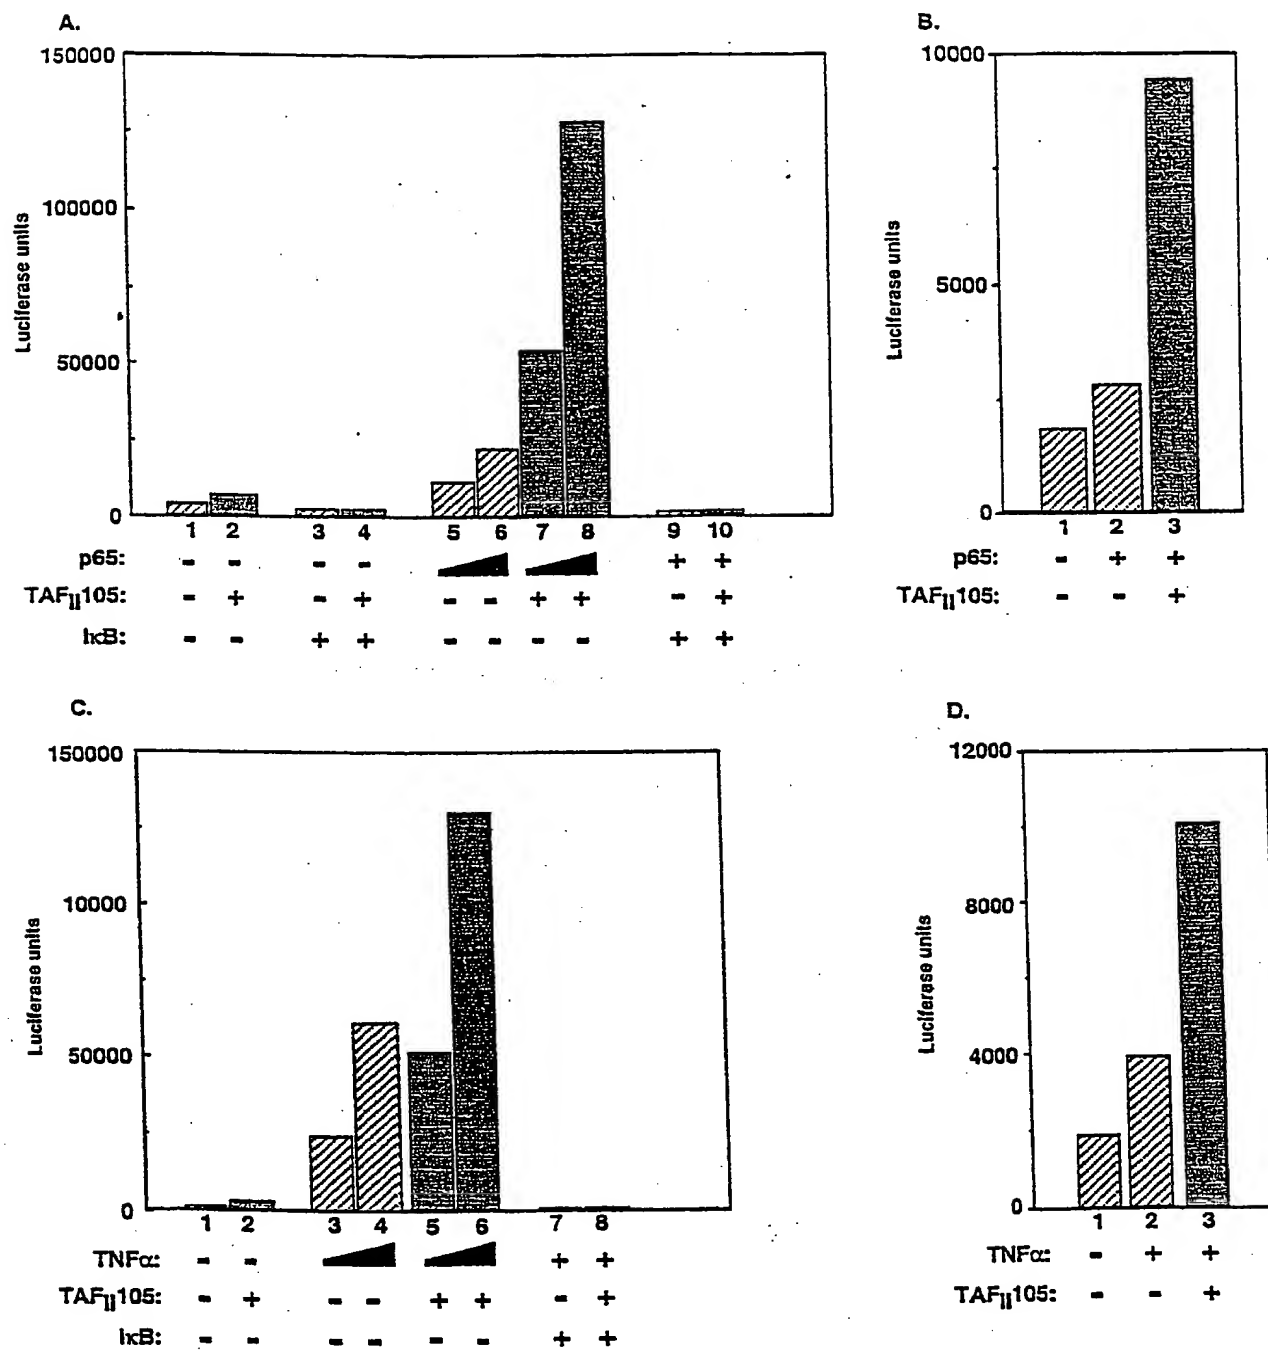 A.
150000
100000
50000
0
Luciferase units
1 2 3 4 5 6 7 8 9 10
p65: - - - - + +
TAFII105: - + - + - - + + - +
IκB: - - + + - - - - + +
B.
10000
5000
0
Luciferase units
1 2 3
p65: - + +
TAFII105: - - +
C.
150000
10000
50000
0
Luciferase units
1 2 3 4 5 6 7 8
TNFα: - - + +
TAFII105: - + - - + + - +
IκB: - - - - - - + +
D.
12000
8000
4000
0
Luciferase units
1 2 3
TNFα: - + +
TAFII105: - - +